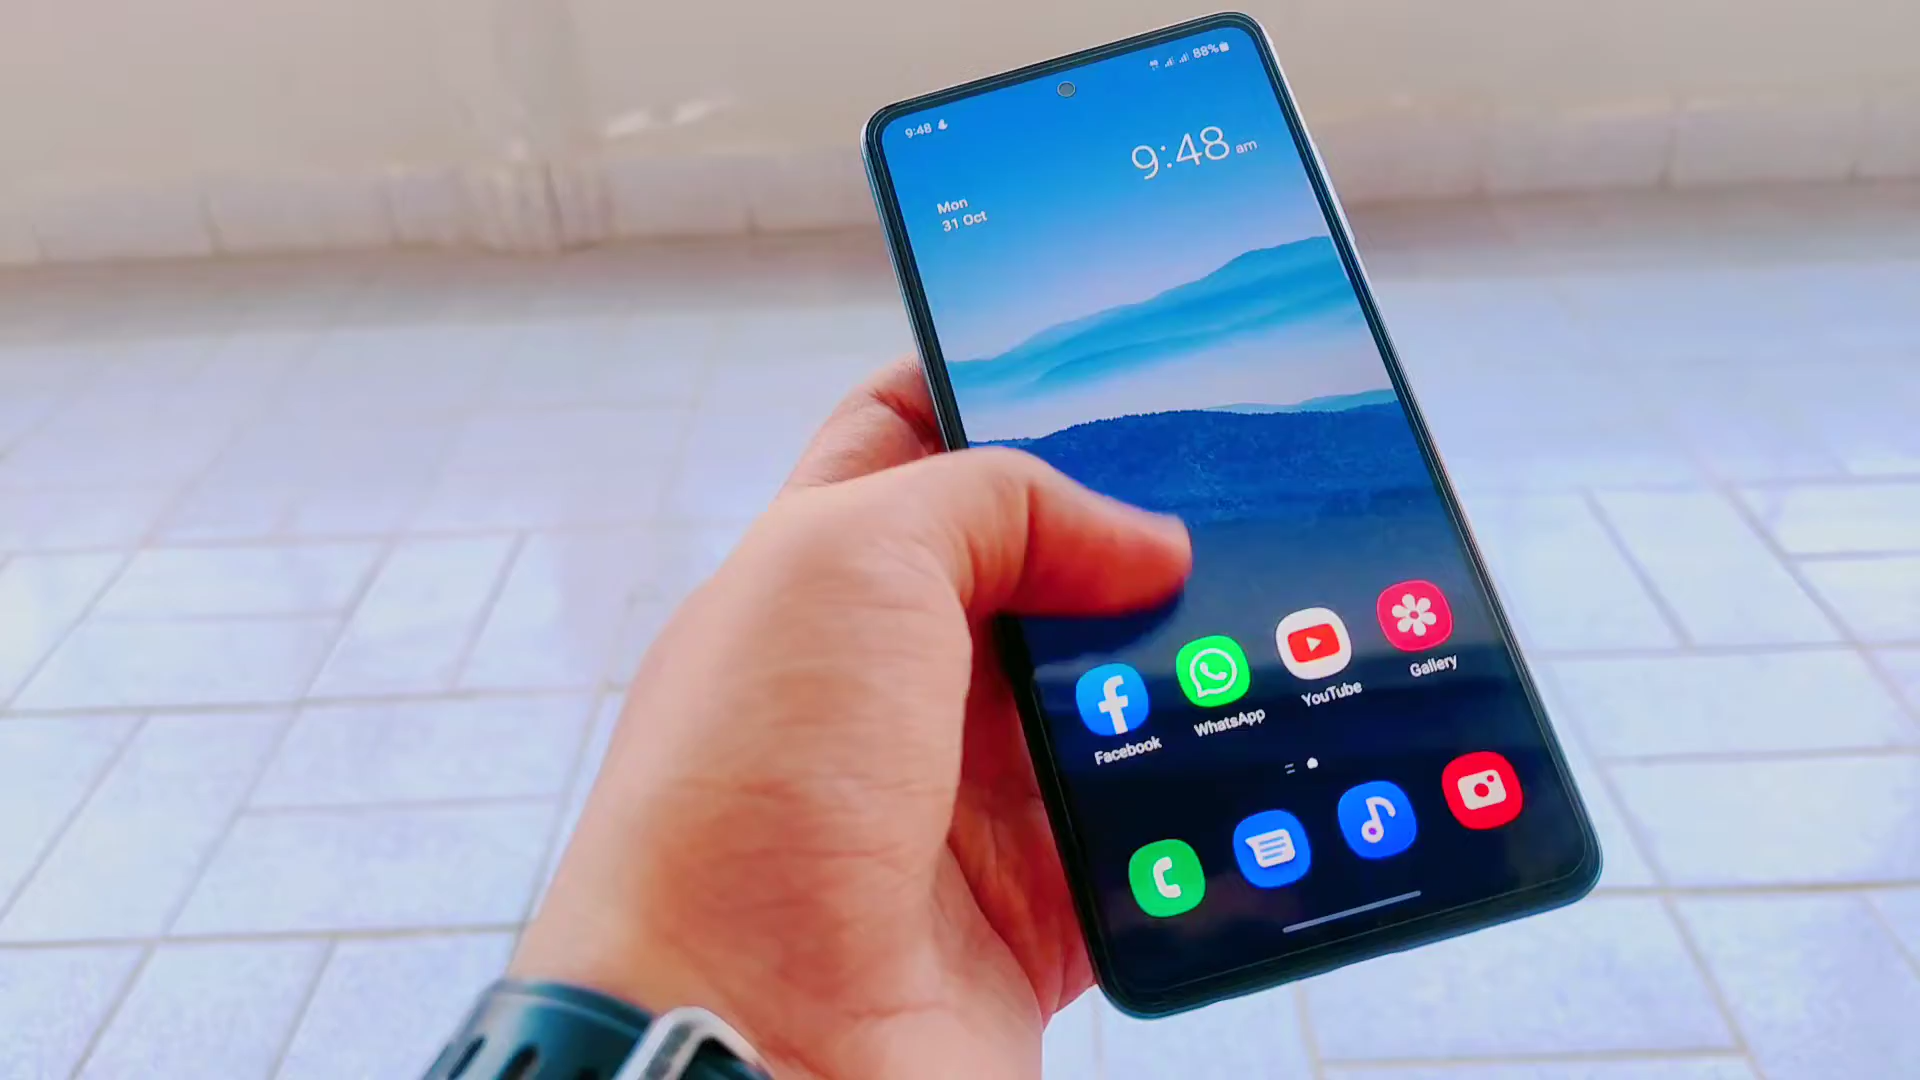 88%
9:48
9:48 am
Mon
31 Oct
Facebook
WhatsApp
YouTube
Gallery